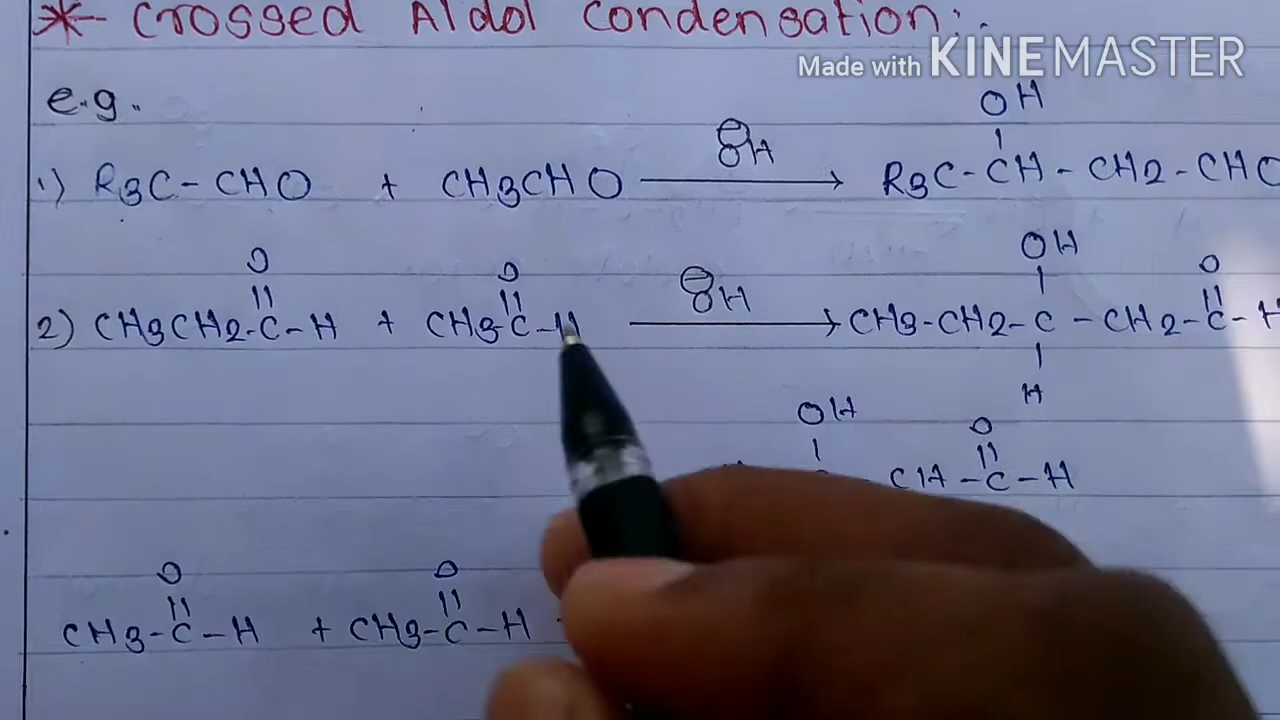 * - Crossed Aldol Condensation:-
Made with KINEMASTER
e.g.
OH
1) R3C - CHO + CH3CHO ⊖OH → R3C - CH - CH2 - CHO
O OH O
2) CH3CH2-C-H + CH3-C-H ⊖OH → CH3-CH2-C-CH2-C-H
H
OH O
CH-C-H
O O
CH3-C-H + CH3-C-H